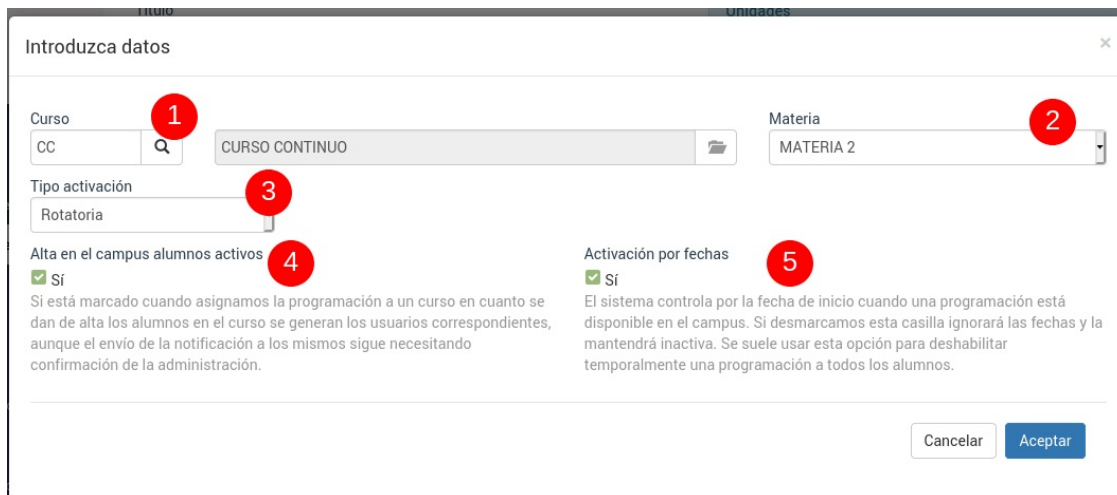 Título
Unidades
Introduzca datos
×
1
2
Curso
Materia
CC
CURSO CONTINUO
MATERIA 2
Tipo activación
3
Rotatoria
Alta en el campus alumnos activos
4
Activación por fechas
5
Sí
Sí
Si está marcado cuando asignamos la programación a un curso en cuanto se
dan de alta los alumnos en el curso se generan los usuarios correspondientes,
aunque el envío de la notificación a los mismos sigue necesitando
confirmación de la administración.
El sistema controla por la fecha de inicio cuando una programación está
disponible en el campus. Si desmarcamos esta casilla ignorará las fechas y la
mantendrá inactiva. Se suele usar esta opción para deshabilitar
temporalmente una programación a todos los alumnos.
Cancelar
Aceptar